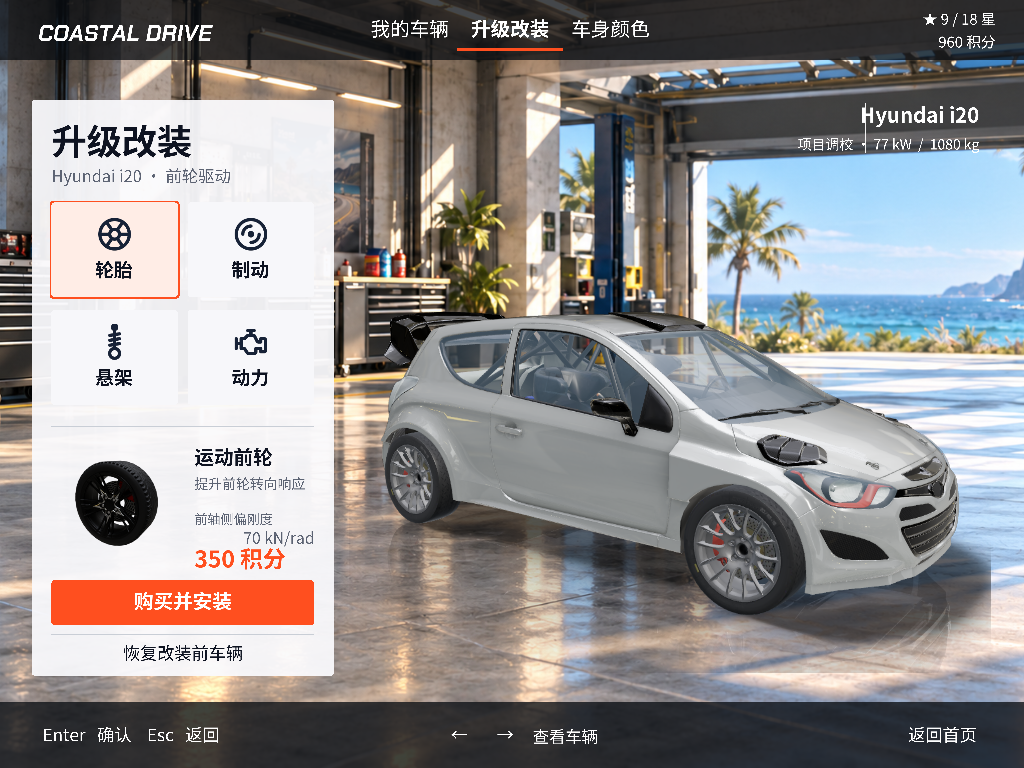 COASTAL DRIVE
我的车辆 升级改装 车身颜色
★ 9 / 18 星
960 积分
升级改装
Hyundai i20 · 前轮驱动
轮胎
制动
悬架
动力
运动前轮
提升前轮转向响应
前轴侧偏刚度
70 kN/rad
350 积分
购买并安装
恢复改装前车辆
Hyundai i20
项目调校 · 77 kW / 1080 kg
Enter 确认 Esc 返回
← → 查看车辆
返回首页